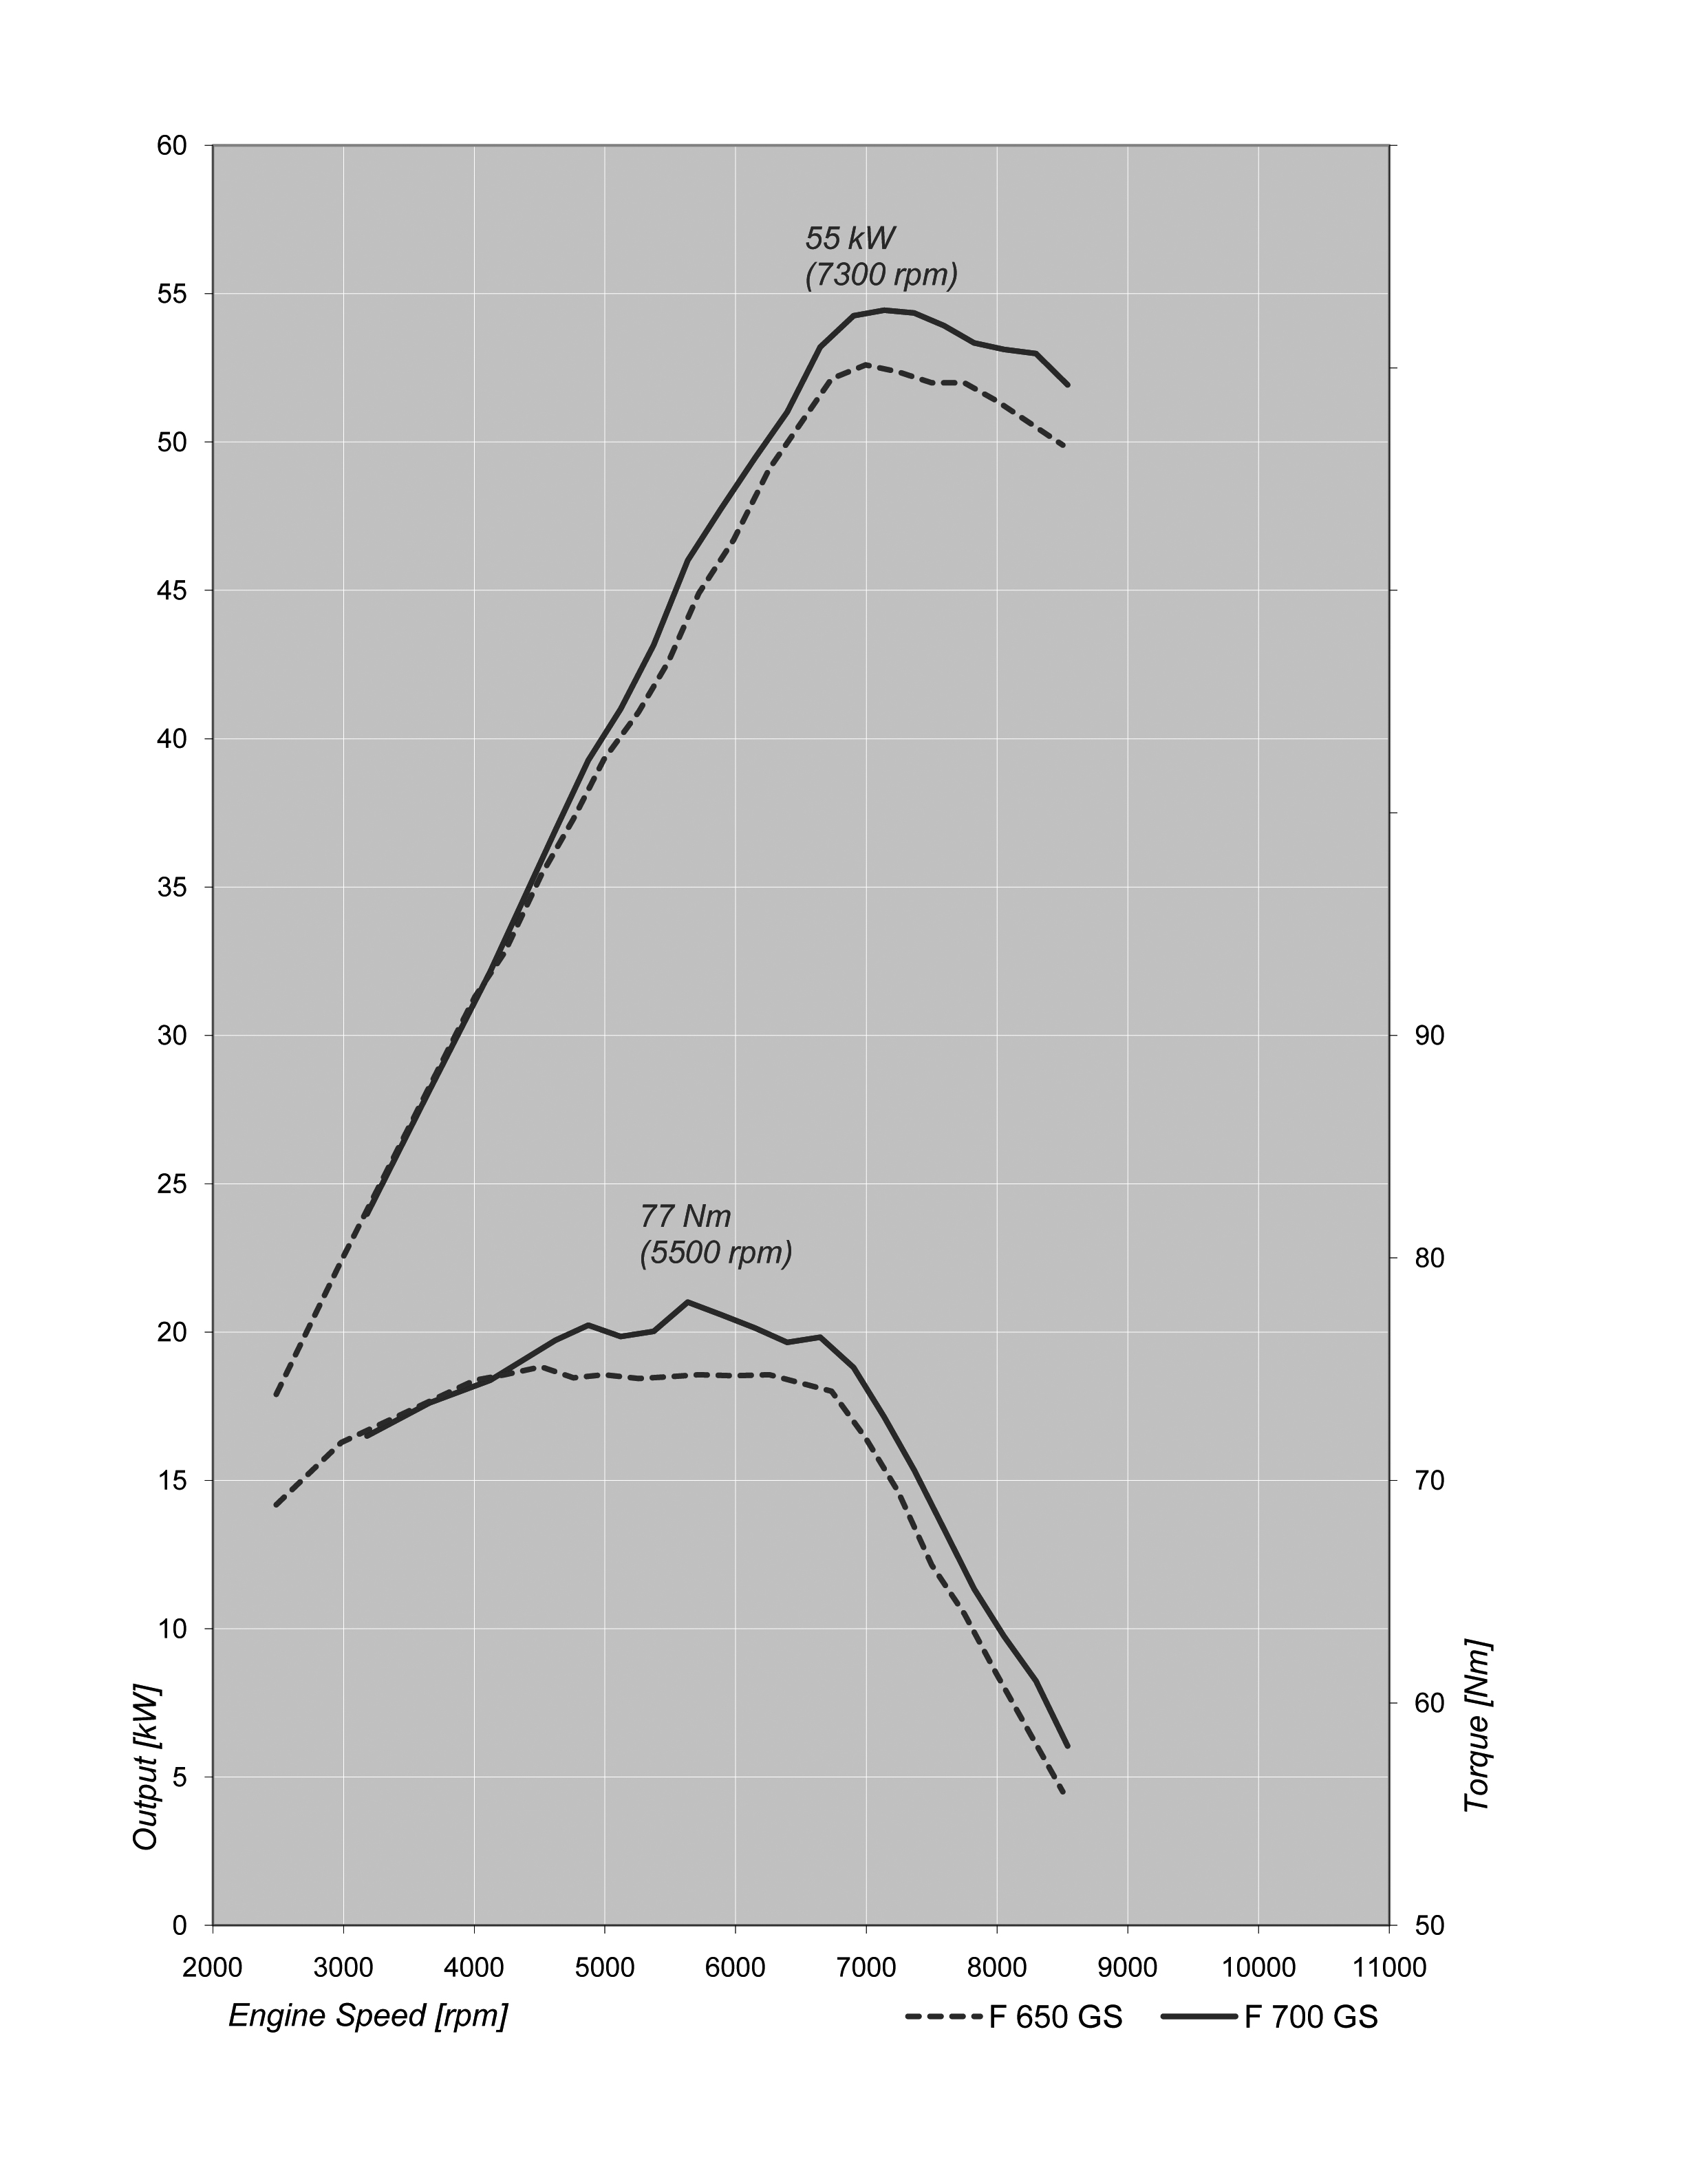 60
55 kW
(7300 rpm)
55
50
45
40
35
30
90
25
77 Nm
(5500 rpm)
80
20
15
70
10
60
5
0
50
Output [kW]
Torque [Nm]
2000 3000 4000 5000 6000 7000 8000 9000 10000 11000
Engine Speed [rpm]
F 650 GS F 700 GS